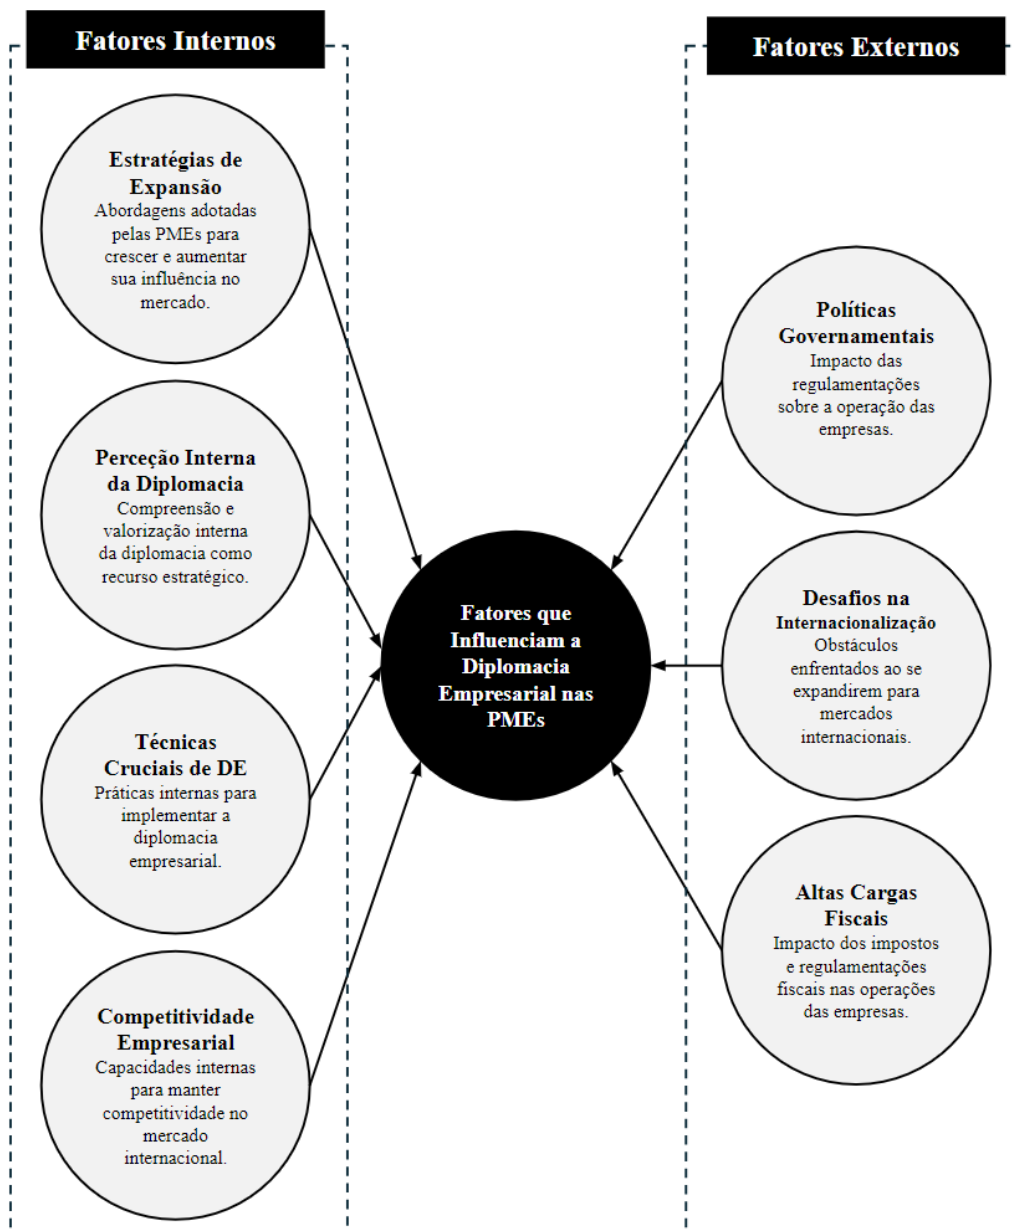 Fatores Internos
Estratégias de
Expansão
Abordagens adotadas
pelas PMEs para
crescer e aumentar
sua influência no
mercado.
Perceção Interna
da Diplomacia
Compreensão e
valorização interna
da diplomacia como
recurso estratégico.
Técnicas
Cruciais de DE
Práticas internas para
implementar a
diplomacia
empresarial.
Competitividade
Empresarial
Capacidades internas
para manter
competitividade no
mercado
internacional.
Fatores que
Influenciam a
Diplomacia
Empresarial nas
PMEs
Fatores Externos
Políticas
Governamentais
Impacto das
regulamentações
sobre a operação das
empresas.
Desafios na
Internacionalização
Obstáculos
enfrentados ao se
expandirem para
mercados
internacionais.
Altas Cargas
Fiscais
Impacto dos impostos
e regulamentações
fiscais nas operações
das empresas.